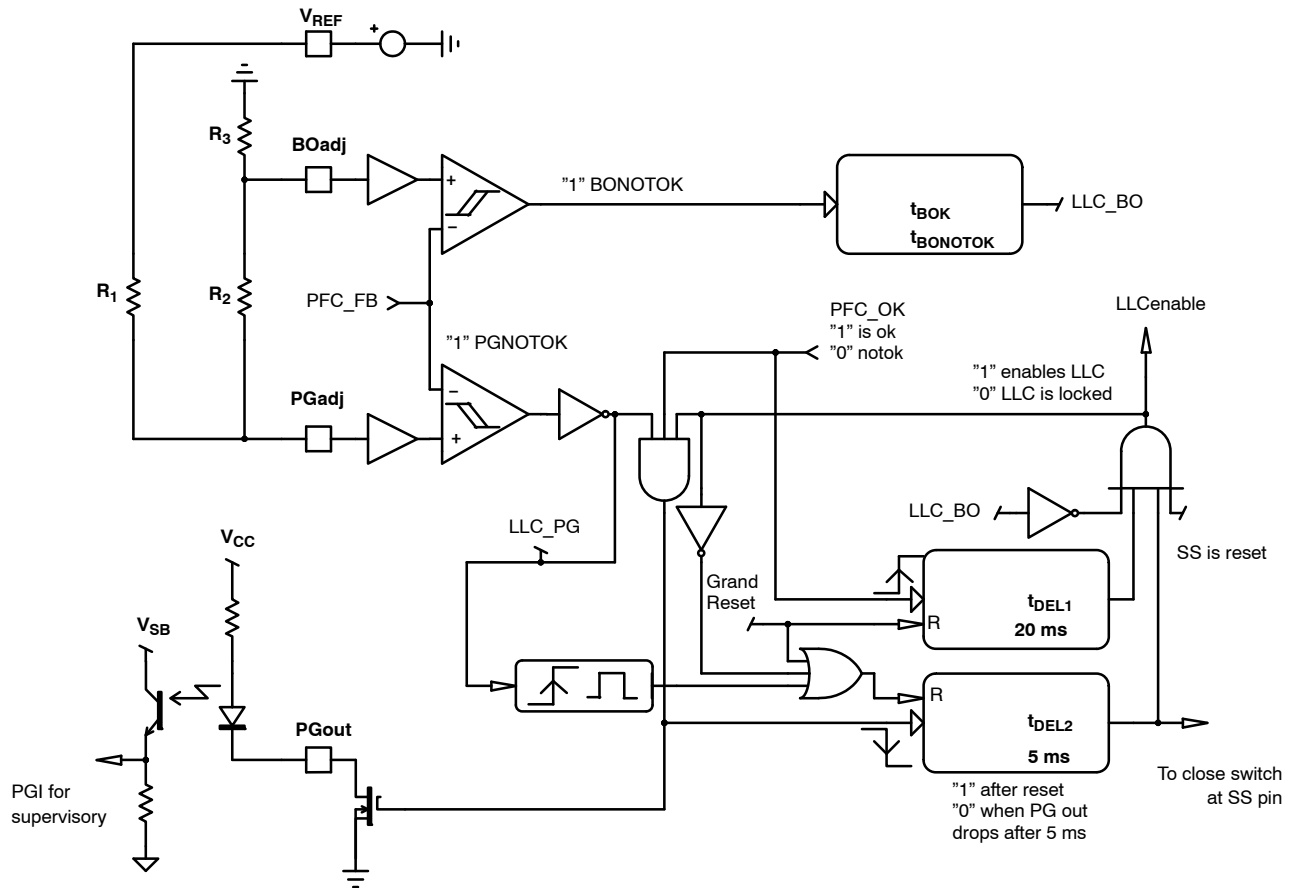 VREF
+
R3
BOadj
+
−
"1" BONOTOK
tBOK
tBONOTOK
LLC_BO
R1
R2
PFC_FB
PFC_OK
"1" is ok
"0" notok
LLCenable
"1" PGNOTOK
"1" enables LLC
"0" LLC is locked
PGadj
−
+
LLC_BO
SS is reset
LLC_PG
VCC
Grand
Reset
tDEL1
20 ms
R
VSB
R
tDEL2
5 ms
PGout
PGI for
supervisory
To close switch
at SS pin
"1" after reset
"0" when PG out
drops after 5 ms